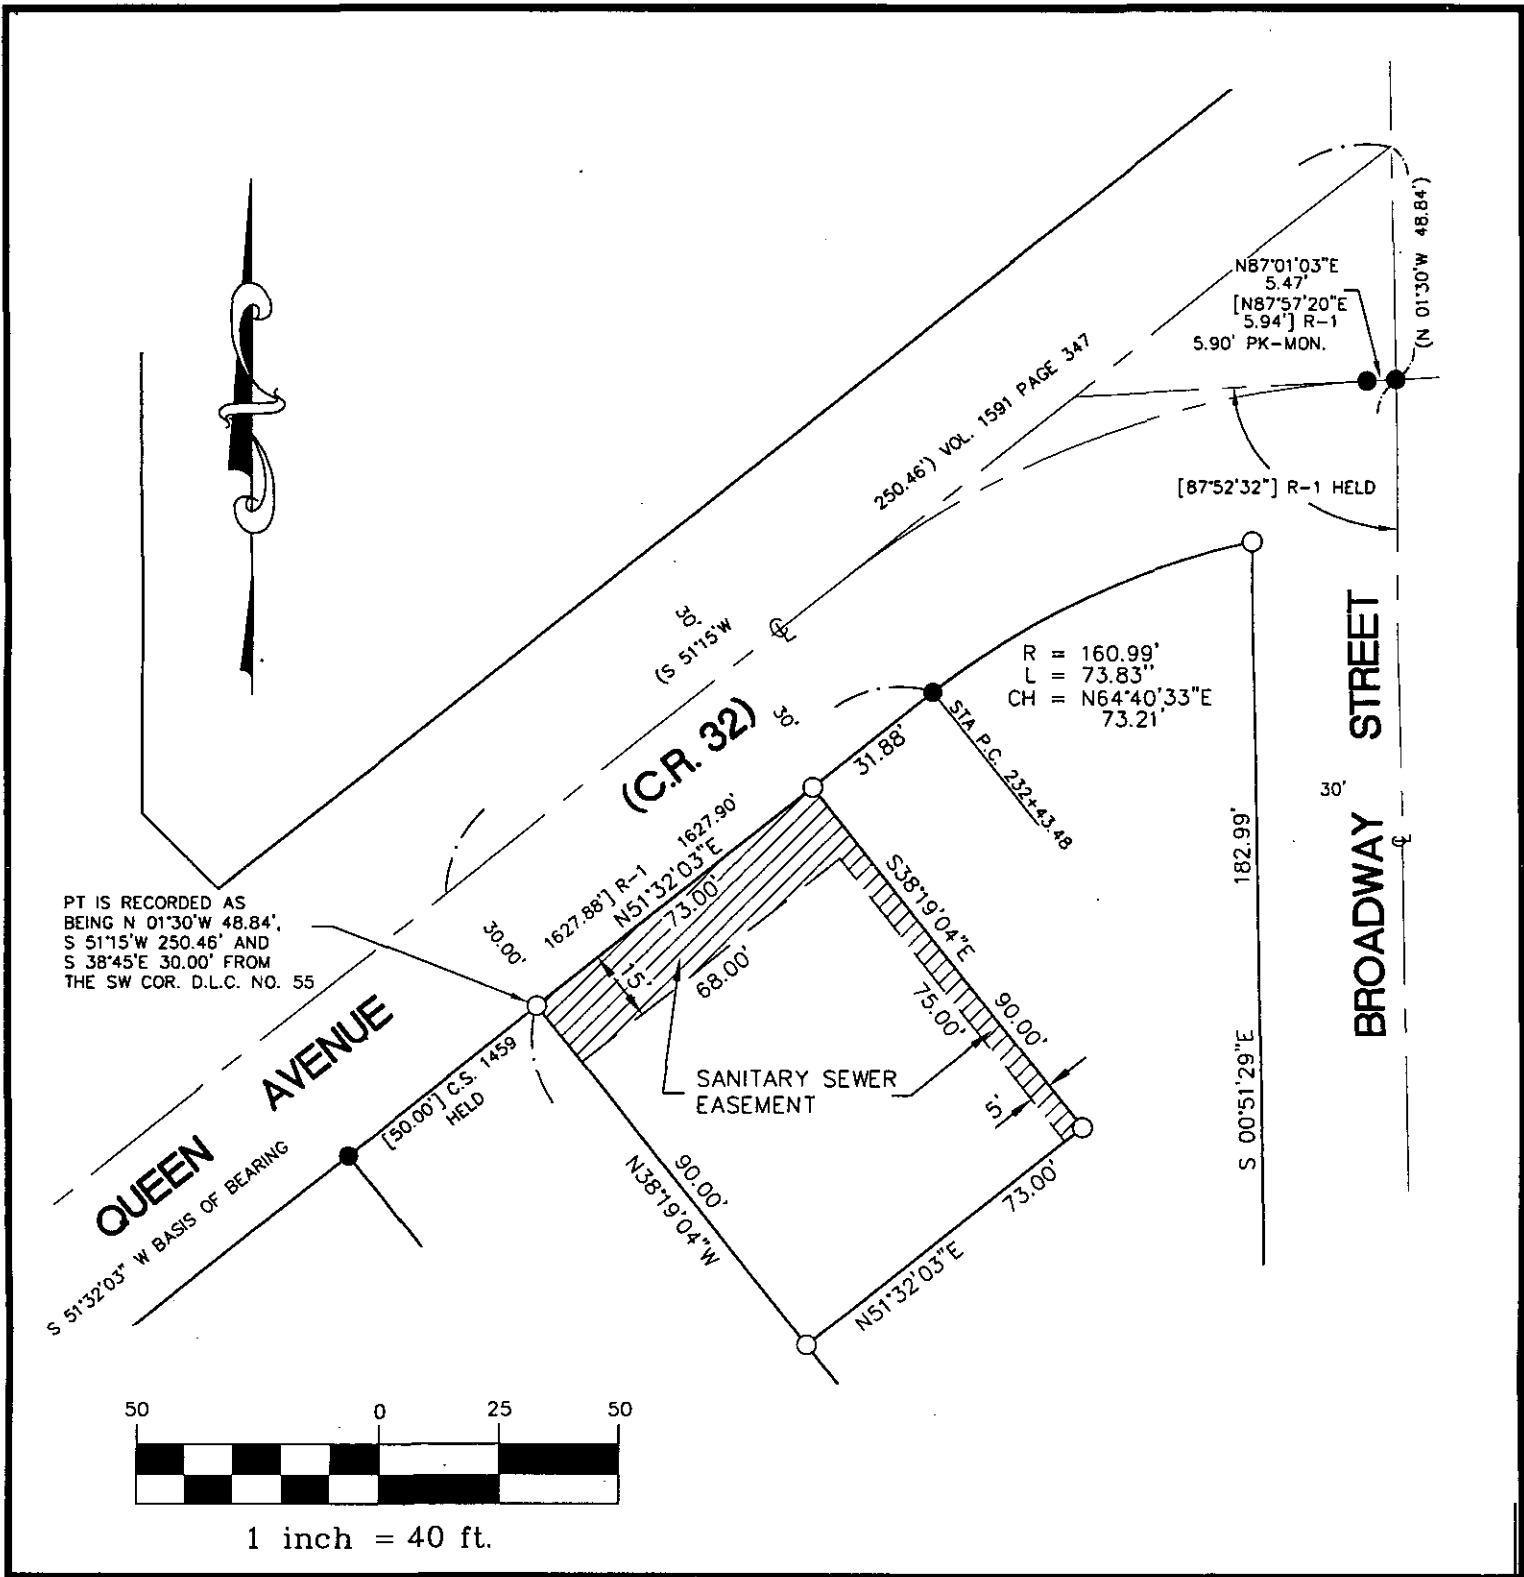 (N 01°30'W 48.84')
N87°01'03"E
5.47'
[N87°57'20"E
5.94'] R-1
5.90' PK-MON.
250.46') VOL. 1591 PAGE 347
[87°52'32"] R-1 HELD
30'
(S 51°15'W
℄
R = 160.99'
L = 73.83"
CH = N64°40'33"E
73.21'
30'
(C.R. 32)
STA P.C. 232+43.48
31.88'
BROADWAY STREET
30'
℄
182.99'
S 00°51'29"E
1627.88'] R-1 1627.90'
N51°32'03"E
73.00'
PT IS RECORDED AS
BEING N 01°30'W 48.84',
S 51°15'W 250.46' AND
S 38°45'E 30.00' FROM
THE SW COR. D.L.C. NO. 55
30.00'
15'
68.00'
S38°19'04"E
90.00'
75.00'
SANITARY SEWER
EASEMENT
5'
QUEEN AVENUE
[50.00'] C.S. 1459
HELD
S 51°32'03" W BASIS OF BEARING
90.00'
N38°19'04"W
73.00'
N51°32'03"E
50 0 25 50
1 inch = 40 ft.